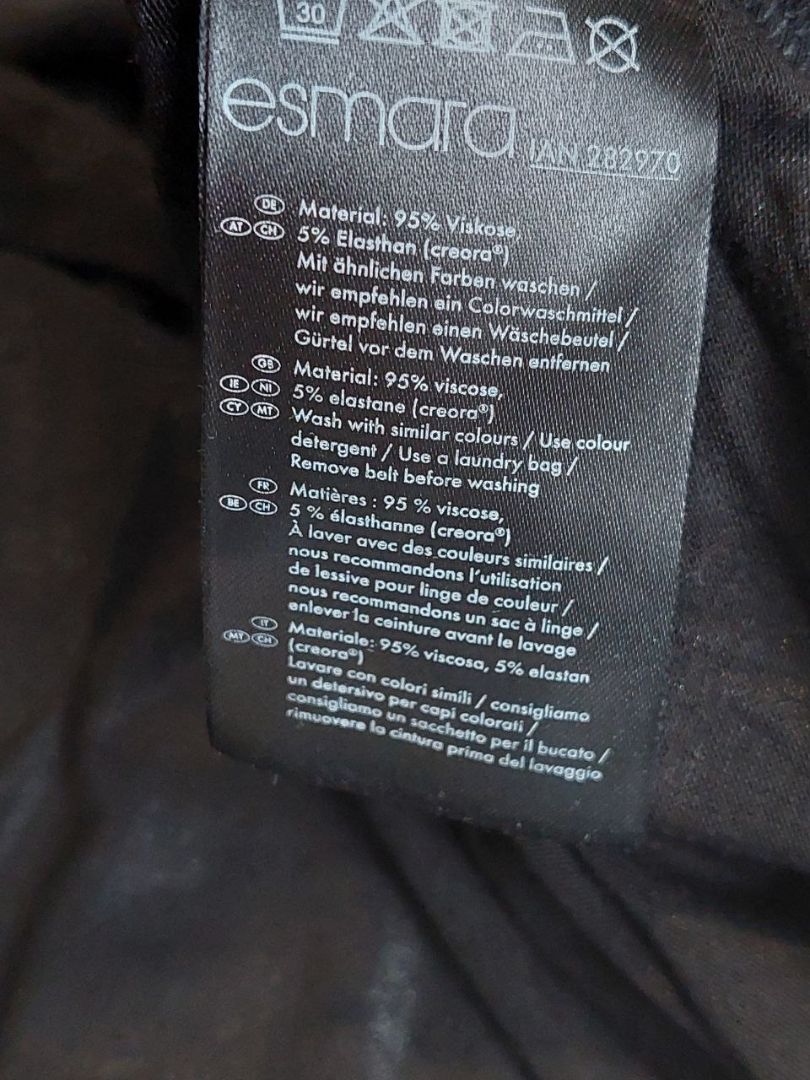 30
esmara IAN 282970
DE Material: 95% Viskose,
AT CH 5% Elasthan (creora®)
Mit ähnlichen Farben waschen /
wir empfehlen ein Colorwaschmittel /
wir empfehlen einen Wäschebeutel /
Gürtel vor dem Waschen entfernen
GB Material: 95% viscose,
IE NI 5% elastane (creora®)
CY MT Wash with similar colours / Use colour
detergent / Use a laundry bag /
Remove belt before washing
FR Matières : 95 % viscose,
BE CH 5 % élasthanne (creora®)
À laver avec des couleurs similaires /
nous recommandons l'utilisation
de lessive pour linge de couleur /
nous recommandons un sac à linge /
enlever la ceinture avant le lavage
IT Materiale: 95% viscosa, 5% elastan
MT CH (creora®)
Lavare con colori simili / consigliamo
un detersivo per capi colorati /
consigliamo un sacchetto per il bucato /
rimuovere la cintura prima del lavaggio